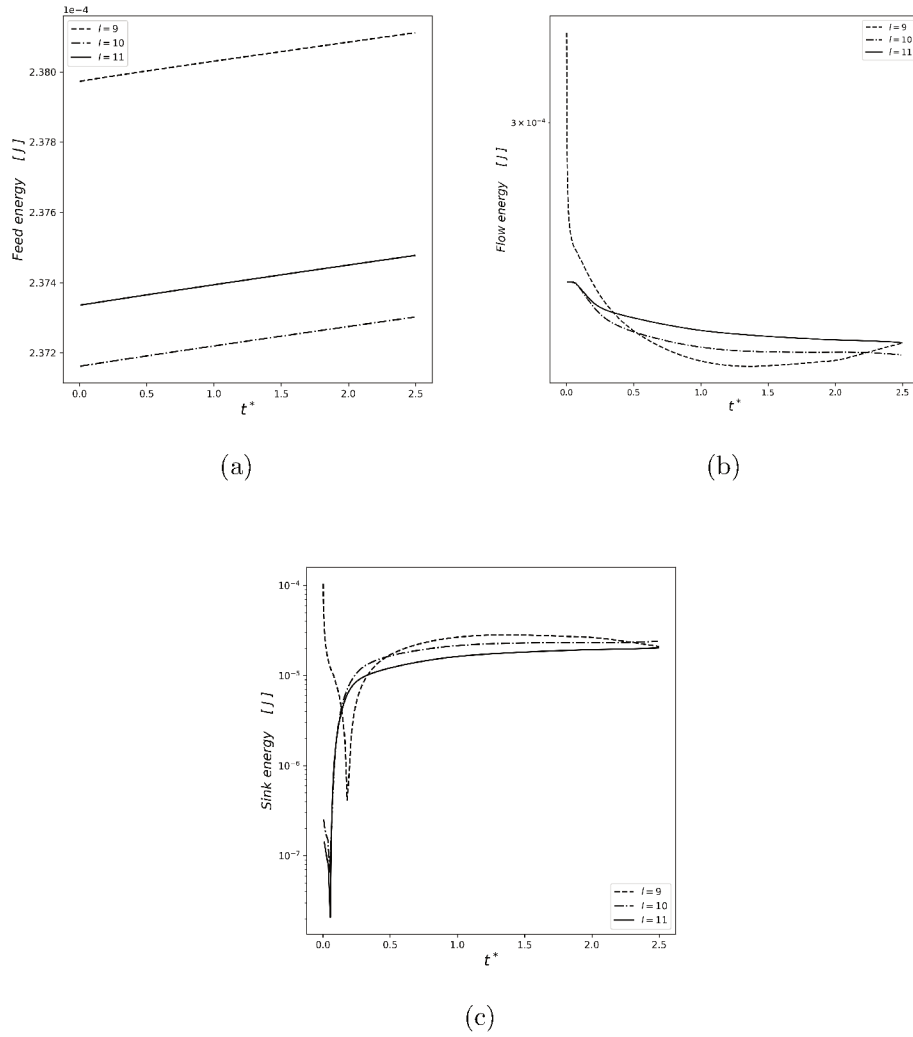 1e−4
l = 9
l = 10
l = 11
2.380
2.378
2.376
2.374
2.372
Feed energy [ J ]
0.0 0.5 1.0 1.5 2.0 2.5
t*
(a)
l = 9
l = 10
l = 11
3 × 10⁻⁴
Flow energy [ J ]
0.0 0.5 1.0 1.5 2.0 2.5
t*
(b)
10⁻⁴
10⁻⁵
10⁻⁶
10⁻⁷
Sink energy [ J ]
l = 9
l = 10
l = 11
0.0 0.5 1.0 1.5 2.0 2.5
t*
(c)